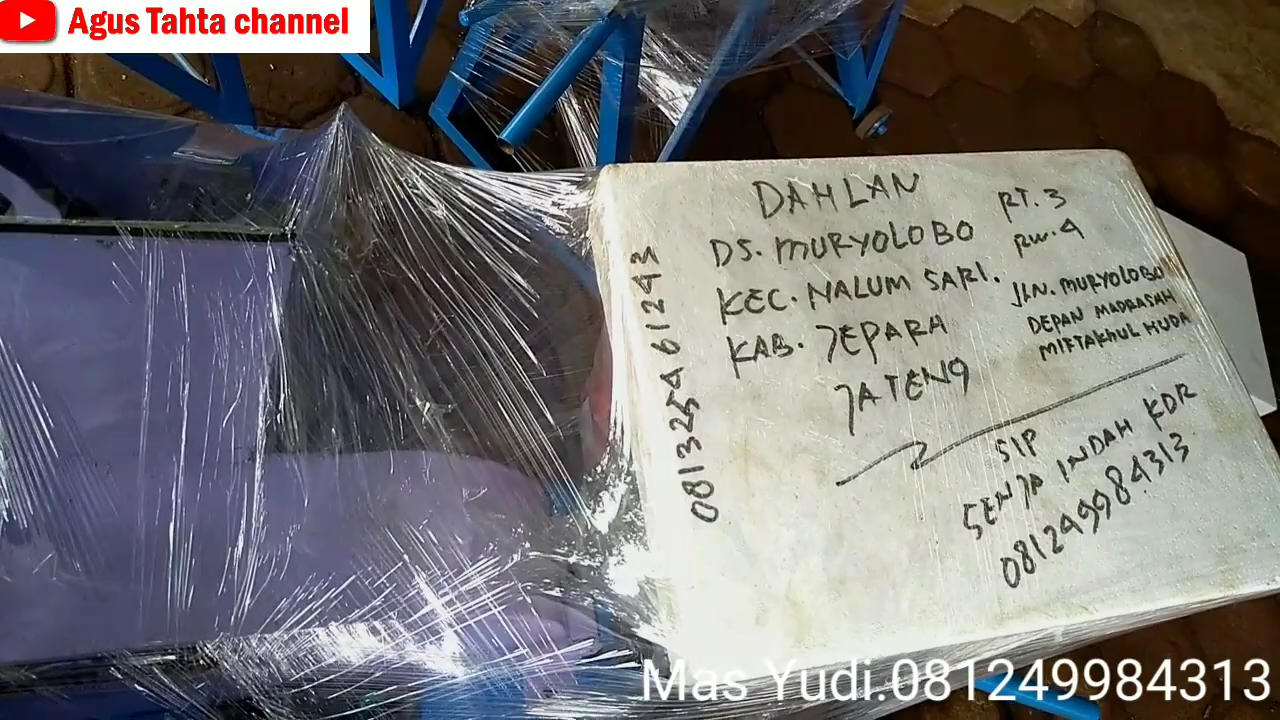 Agus Tahta channel
DAHLAN
DS. MURYOLOBO
KEC. NALUM SARI.
KAB. JEPARA
JATENG
RT. 3
RW. 4
JLN. MURYOLOBO
DEPAN MADRASAH
MIFTAKHUL HUDA
081325461243
SIP
SENJA INDAH KDR
081249984313
Mas Yudi.081249984313